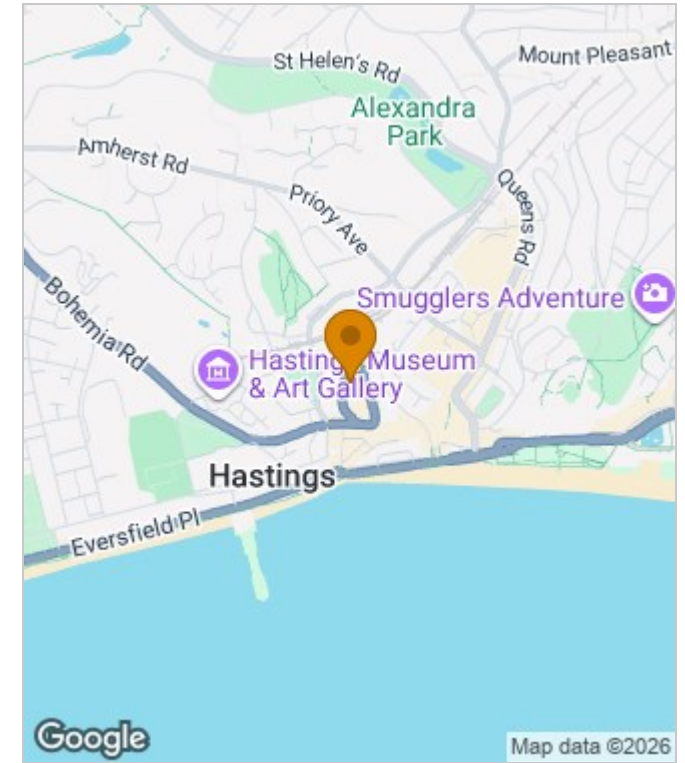 St Helen's Rd
Mount Pleasant
Alexandra
Park
Amherst Rd
Priory Ave
Queens Rd
Smugglers Adventure
Bohemia Rd
Hastings Museum
& Art Gallery
Hastings
Eversfield Pl
Google
Map data ©2026